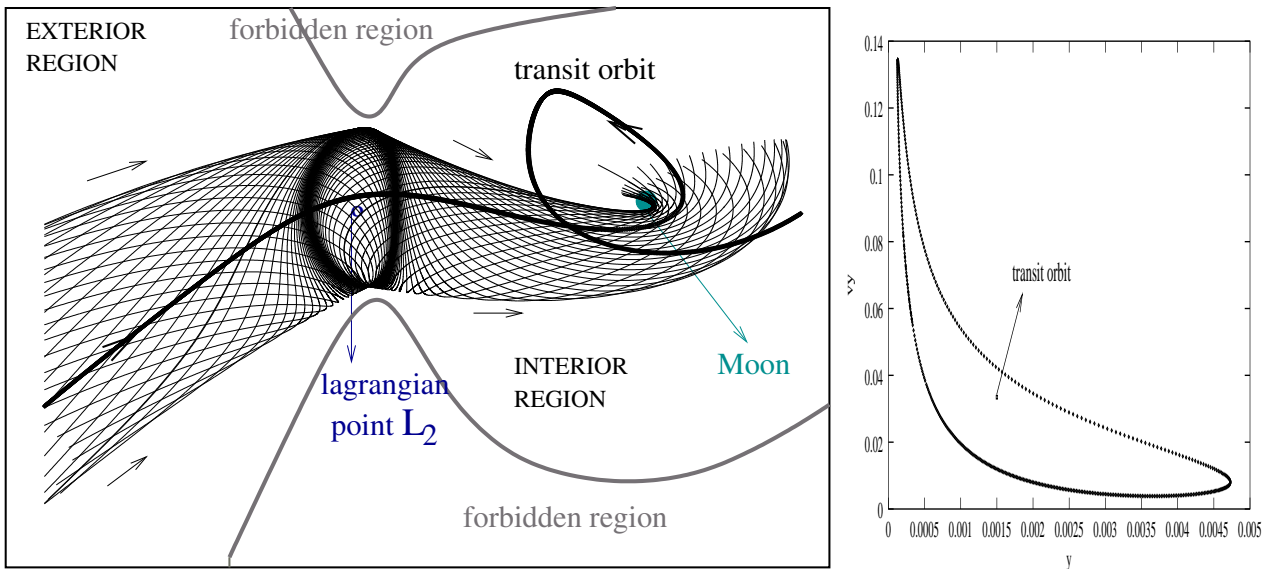 EXTERIOR
REGION
forbidden region
transit orbit
lagrangian
point L2
INTERIOR
REGION
Moon
forbidden region
0.14
0.12
0.1
0.08
0.06
0.04
0.02
0
vy
transit orbit
0 0.0005 0.001 0.0015 0.002 0.0025 0.003 0.0035 0.004 0.0045 0.005
y